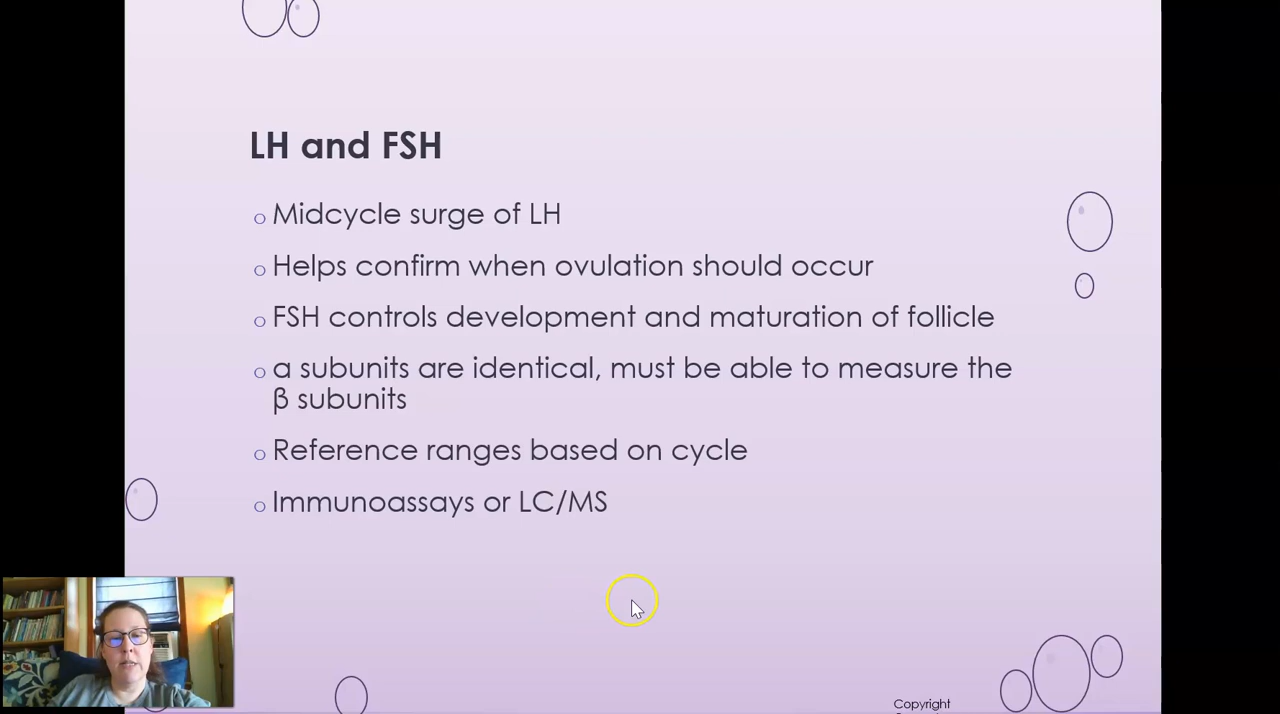 LH and FSH
o Midcycle surge of LH
o Helps confirm when ovulation should occur
o FSH controls development and maturation of follicle
o α subunits are identical, must be able to measure the
β subunits
o Reference ranges based on cycle
o Immunoassays or LC/MS
Copyright